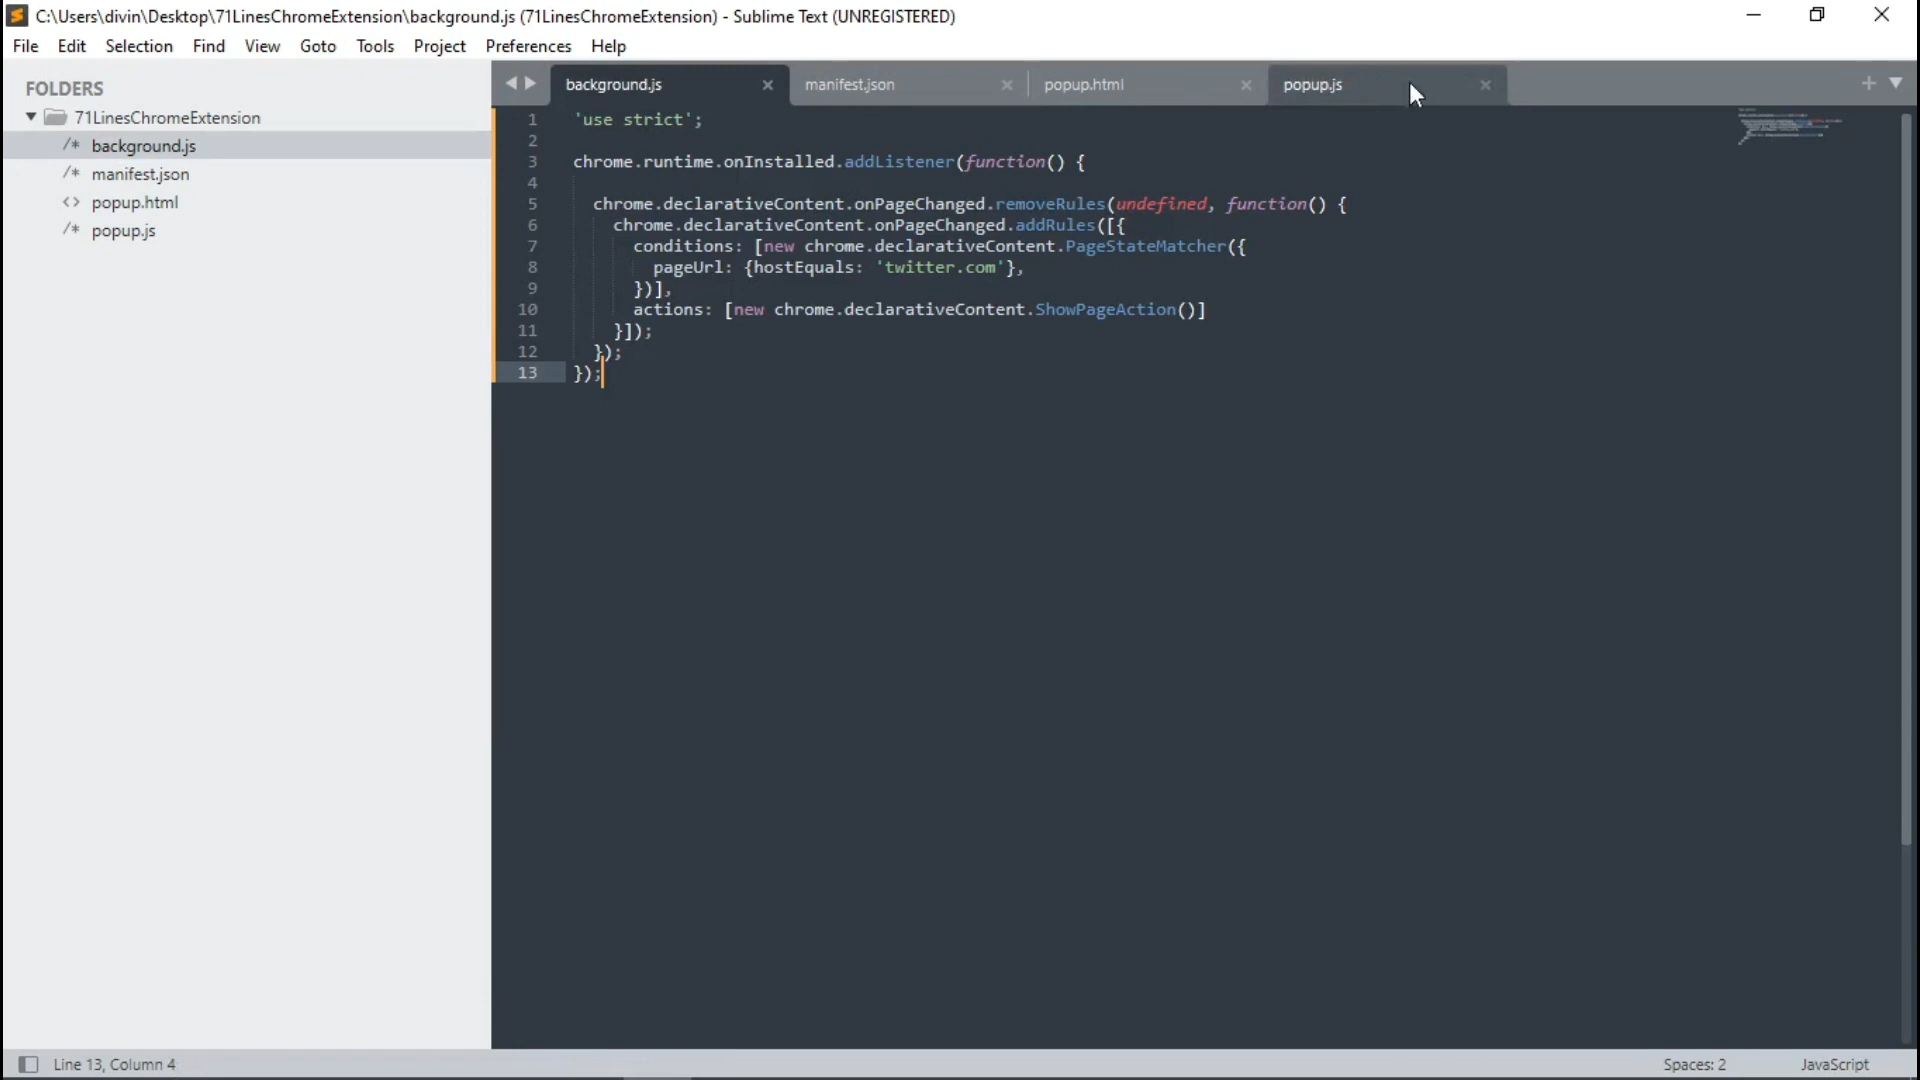 C:\Users\divin\Desktop\71LinesChromeExtension\background.js (71LinesChromeExtension) - Sublime Text (UNREGISTERED)
File Edit Selection Find View Goto Tools Project Preferences Help
FOLDERS
71LinesChromeExtension
/* background.js
/* manifest.json
<> popup.html
/* popup.js
background.js manifest.json popup.html popup.js
1 'use strict';
2
3 chrome.runtime.onInstalled.addListener(function() {
4
5 chrome.declarativeContent.onPageChanged.removeRules(undefined, function() {
6 chrome.declarativeContent.onPageChanged.addRules([{
7 conditions: [new chrome.declarativeContent.PageStateMatcher({
8 pageUrl: {hostEquals: 'twitter.com'},
9 })],
10 actions: [new chrome.declarativeContent.ShowPageAction()]
11 }]);
12 });
13 });
Line 13, Column 4 Spaces: 2 JavaScript